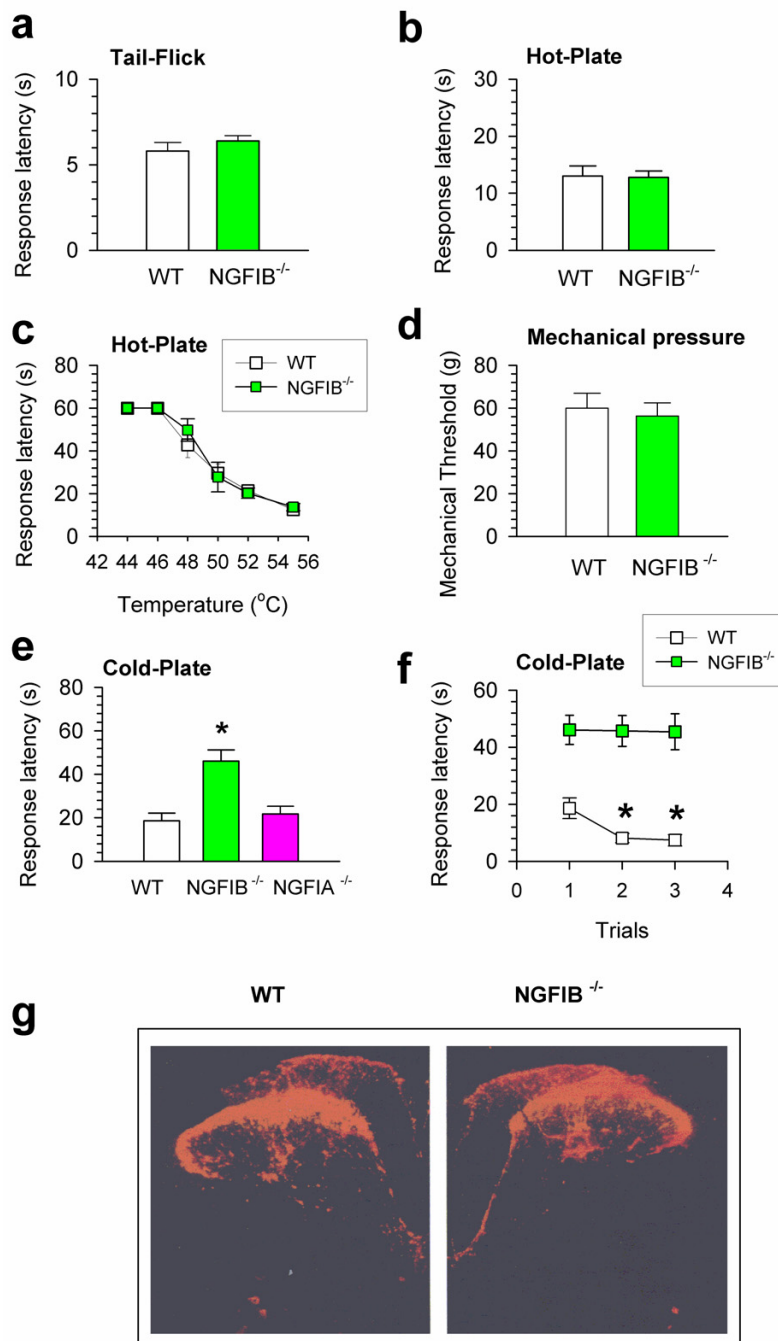 a
Tail-Flick
Response latency (s)
10
5
0
WT NGFIB-/-
b
Hot-Plate
Response latency (s)
30
20
10
0
WT NGFIB-/-
c
Hot-Plate
WT
NGFIB-/-
Response latency (s)
80
60
40
20
0
42 44 46 48 50 52 54 56
Temperature (oC)
d
Mechanical pressure
Mechanical Threshold (g)
80
60
40
20
0
WT NGFIB -/-
e
Cold-Plate
Response latency (s)
80
60
40
20
0
*
WT NGFIB -/- NGFIA -/-
f
Cold-Plate
WT
NGFIB-/-
Response latency (s)
60
40
20
0
* *
0 1 2 3 4
Trials
g
WT NGFIB -/-